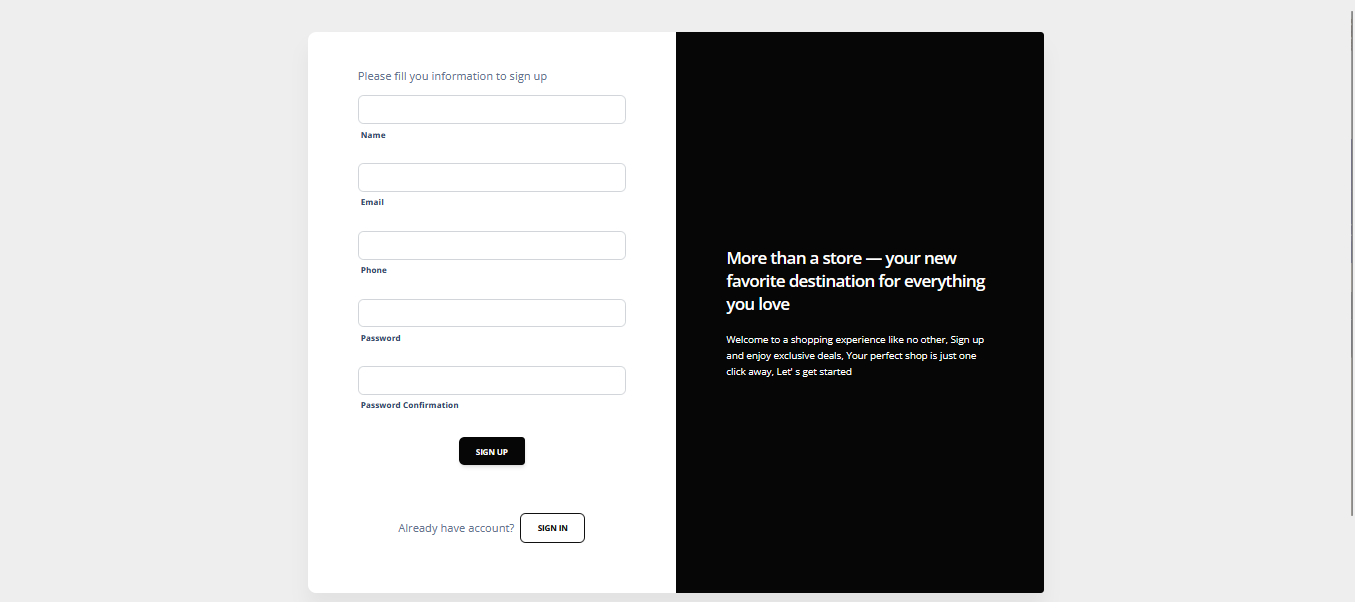 Please fill you information to sign up
Name
Email
Phone
Password
Password Confirmation
SIGN UP
Already have account? SIGN IN
More than a store — your new
favorite destination for everything
you love
Welcome to a shopping experience like no other, Sign up
and enjoy exclusive deals, Your perfect shop is just one
click away, Let' s get started